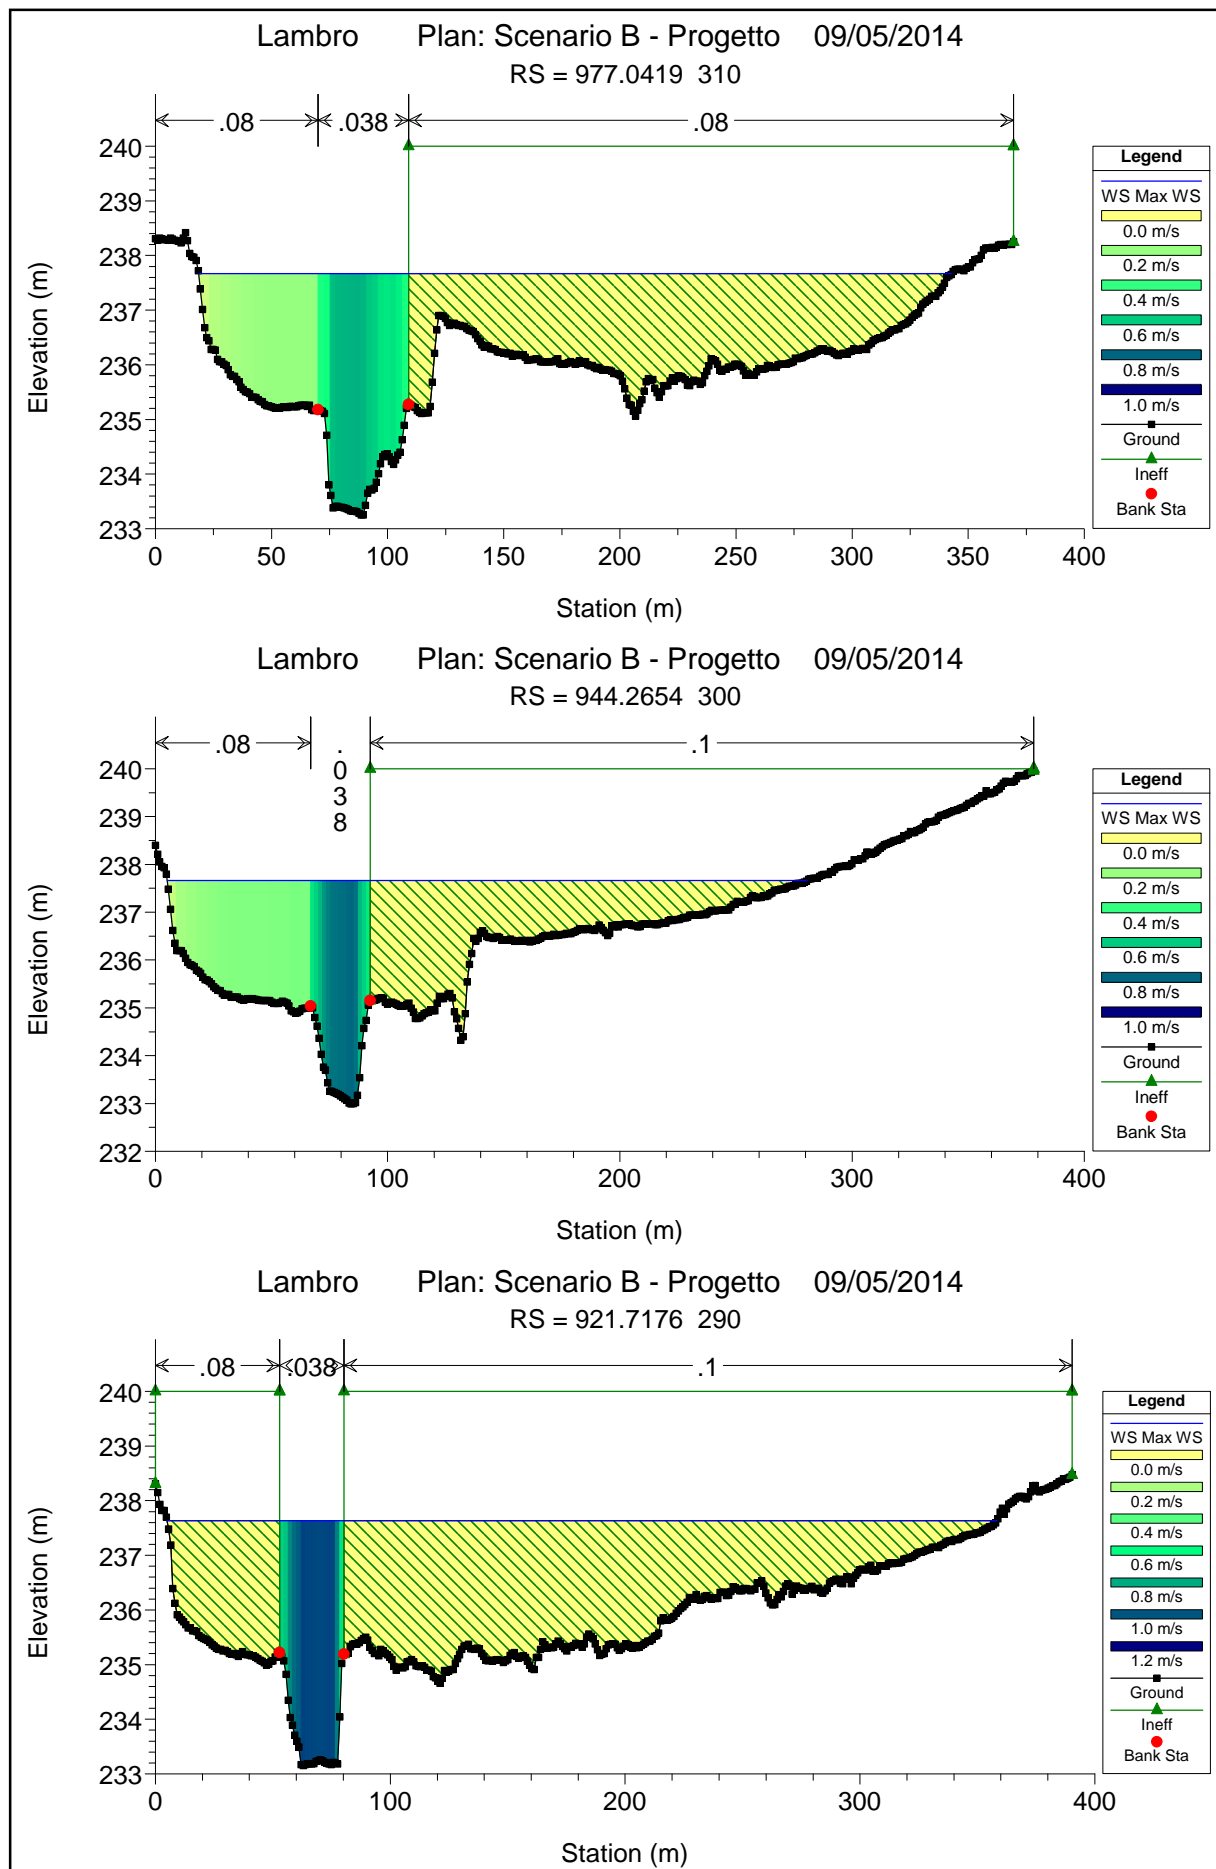 Lambro Plan: Scenario B - Progetto 09/05/2014
RS = 977.0419 310
.08 .038 .08
240
239
238
237
236
235
234
233
Elevation (m)
0 50 100 150 200 250 300 350 400
Station (m)
Legend
WS Max WS
0.0 m/s
0.2 m/s
0.4 m/s
0.6 m/s
0.8 m/s
1.0 m/s
Ground
Ineff
Bank Sta
Lambro Plan: Scenario B - Progetto 09/05/2014
RS = 944.2654 300
.08 .038 .1
240
239
238
237
236
235
234
233
232
Elevation (m)
0 100 200 300 400
Station (m)
Legend
WS Max WS
0.0 m/s
0.2 m/s
0.4 m/s
0.6 m/s
0.8 m/s
1.0 m/s
Ground
Ineff
Bank Sta
Lambro Plan: Scenario B - Progetto 09/05/2014
RS = 921.7176 290
.08 .038 .1
240
239
238
237
236
235
234
233
Elevation (m)
0 100 200 300 400
Station (m)
Legend
WS Max WS
0.0 m/s
0.2 m/s
0.4 m/s
0.6 m/s
0.8 m/s
1.0 m/s
1.2 m/s
Ground
Ineff
Bank Sta